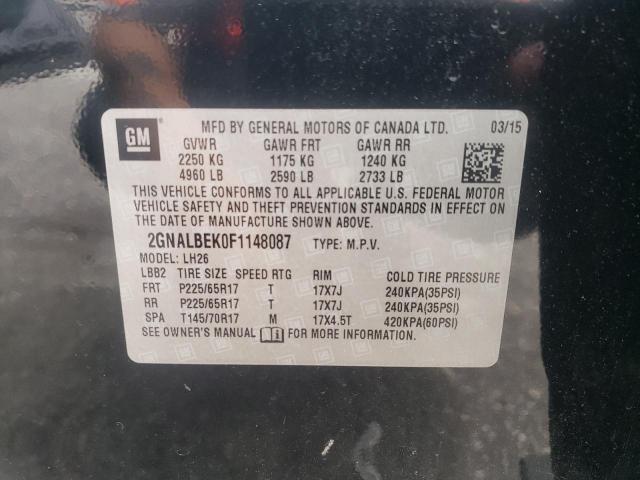 GM
MFD BY GENERAL MOTORS OF CANADA LTD. 03/15
GVWR GAWR FRT GAWR RR
2250 KG 1175 KG 1240 KG
4960 LB 2590 LB 2733 LB
THIS VEHICLE CONFORMS TO ALL APPLICABLE U.S. FEDERAL MOTOR
VEHICLE SAFETY AND THEFT PREVENTION STANDARDS IN EFFECT ON
THE DATE OF MANUFACTURE SHOWN ABOVE.
2GNALBEK0F1148087 TYPE: M.P.V.
MODEL: LH26
LBB2 TIRE SIZE SPEED RTG RIM COLD TIRE PRESSURE
FRT P225/65R17 T 17X7J 240KPA(35PSI)
RR P225/65R17 T 17X7J 240KPA(35PSI)
SPA T145/70R17 M 17X4.5T 420KPA(60PSI)
SEE OWNER'S MANUAL FOR MORE INFORMATION.